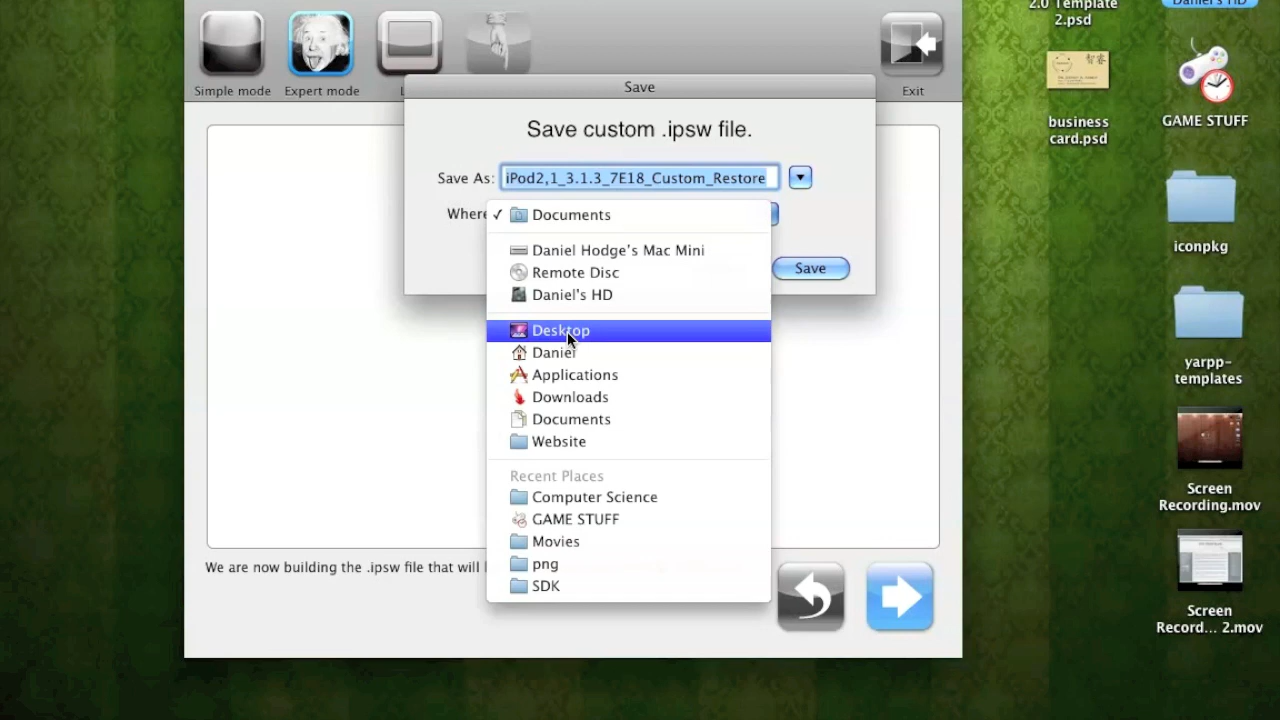 2.0 Template
2.psd
Daniel's HD
Simple mode
Expert mode
Exit
Save
Save custom .ipsw file.
Save As:
iPod2,1_3.1.3_7E18_Custom_Restore
Where
✓ Documents
Daniel Hodge's Mac Mini
Remote Disc
Daniel's HD
Save
Desktop
Daniel
Applications
Downloads
Documents
Website
Recent Places
Computer Science
GAME STUFF
Movies
png
SDK
We are now building the .ipsw file that will
business
card.psd
GAME STUFF
iconpkg
yarpp-
templates
Screen
Recording.mov
Screen
Record... 2.mov